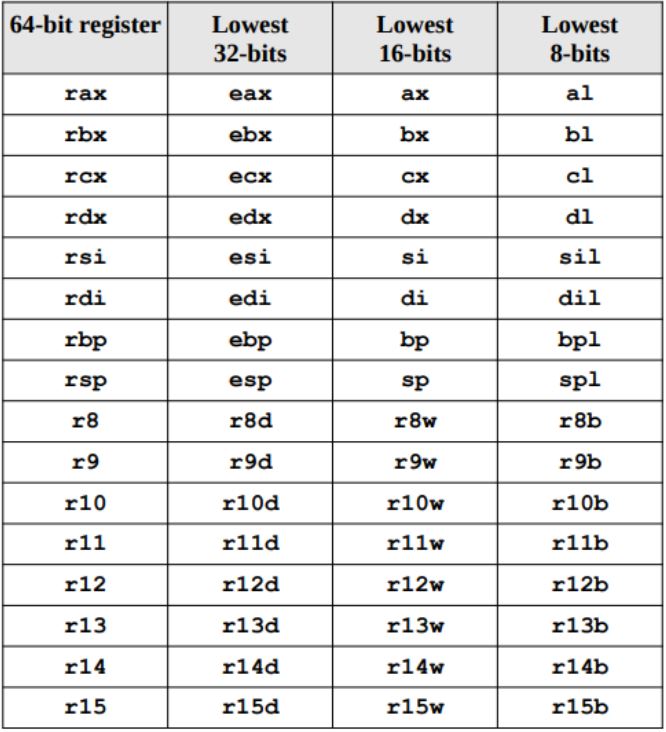 64-bit register Lowest 32-bits Lowest 16-bits Lowest 8-bits
rax eax ax al
rbx ebx bx bl
rcx ecx cx cl
rdx edx dx dl
rsi esi si sil
rdi edi di dil
rbp ebp bp bpl
rsp esp sp spl
r8 r8d r8w r8b
r9 r9d r9w r9b
r10 r10d r10w r10b
r11 r11d r11w r11b
r12 r12d r12w r12b
r13 r13d r13w r13b
r14 r14d r14w r14b
r15 r15d r15w r15b